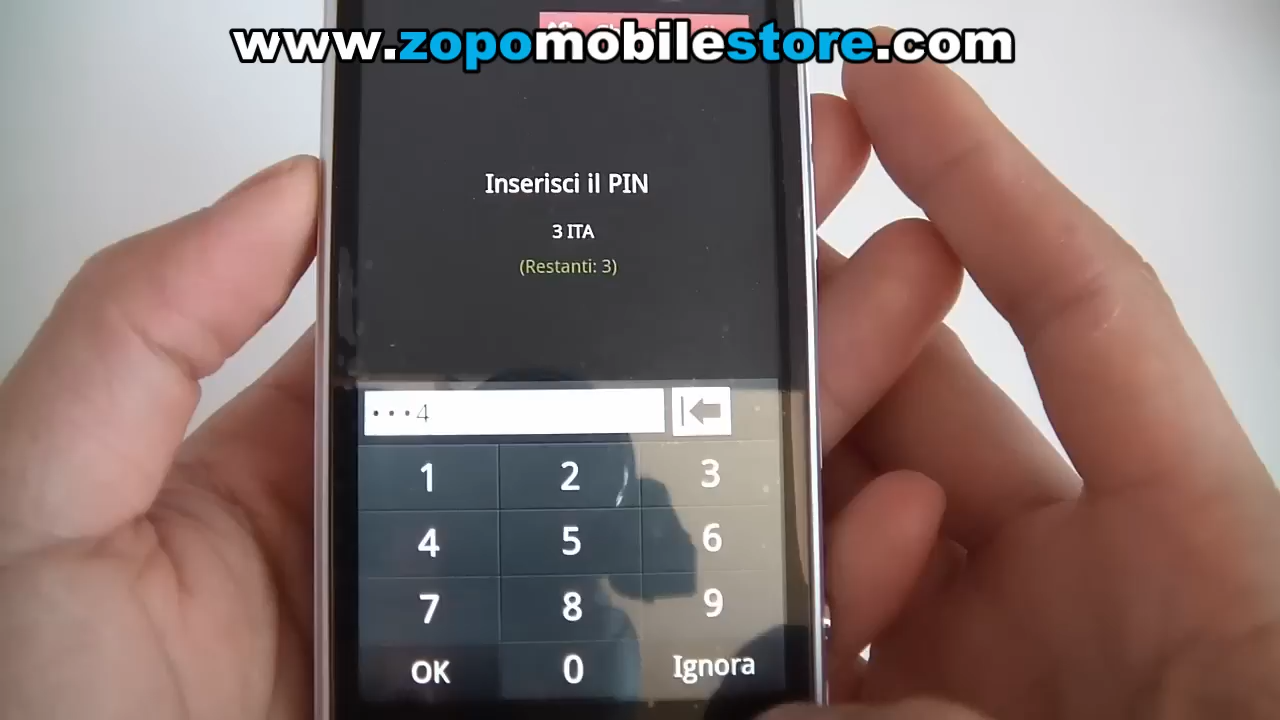 www.zopomobilestore.com
Inserisci il PIN
3 ITA
(Restanti: 3)
•••4
1 2 3
4 5 6
7 8 9
OK 0 Ignora